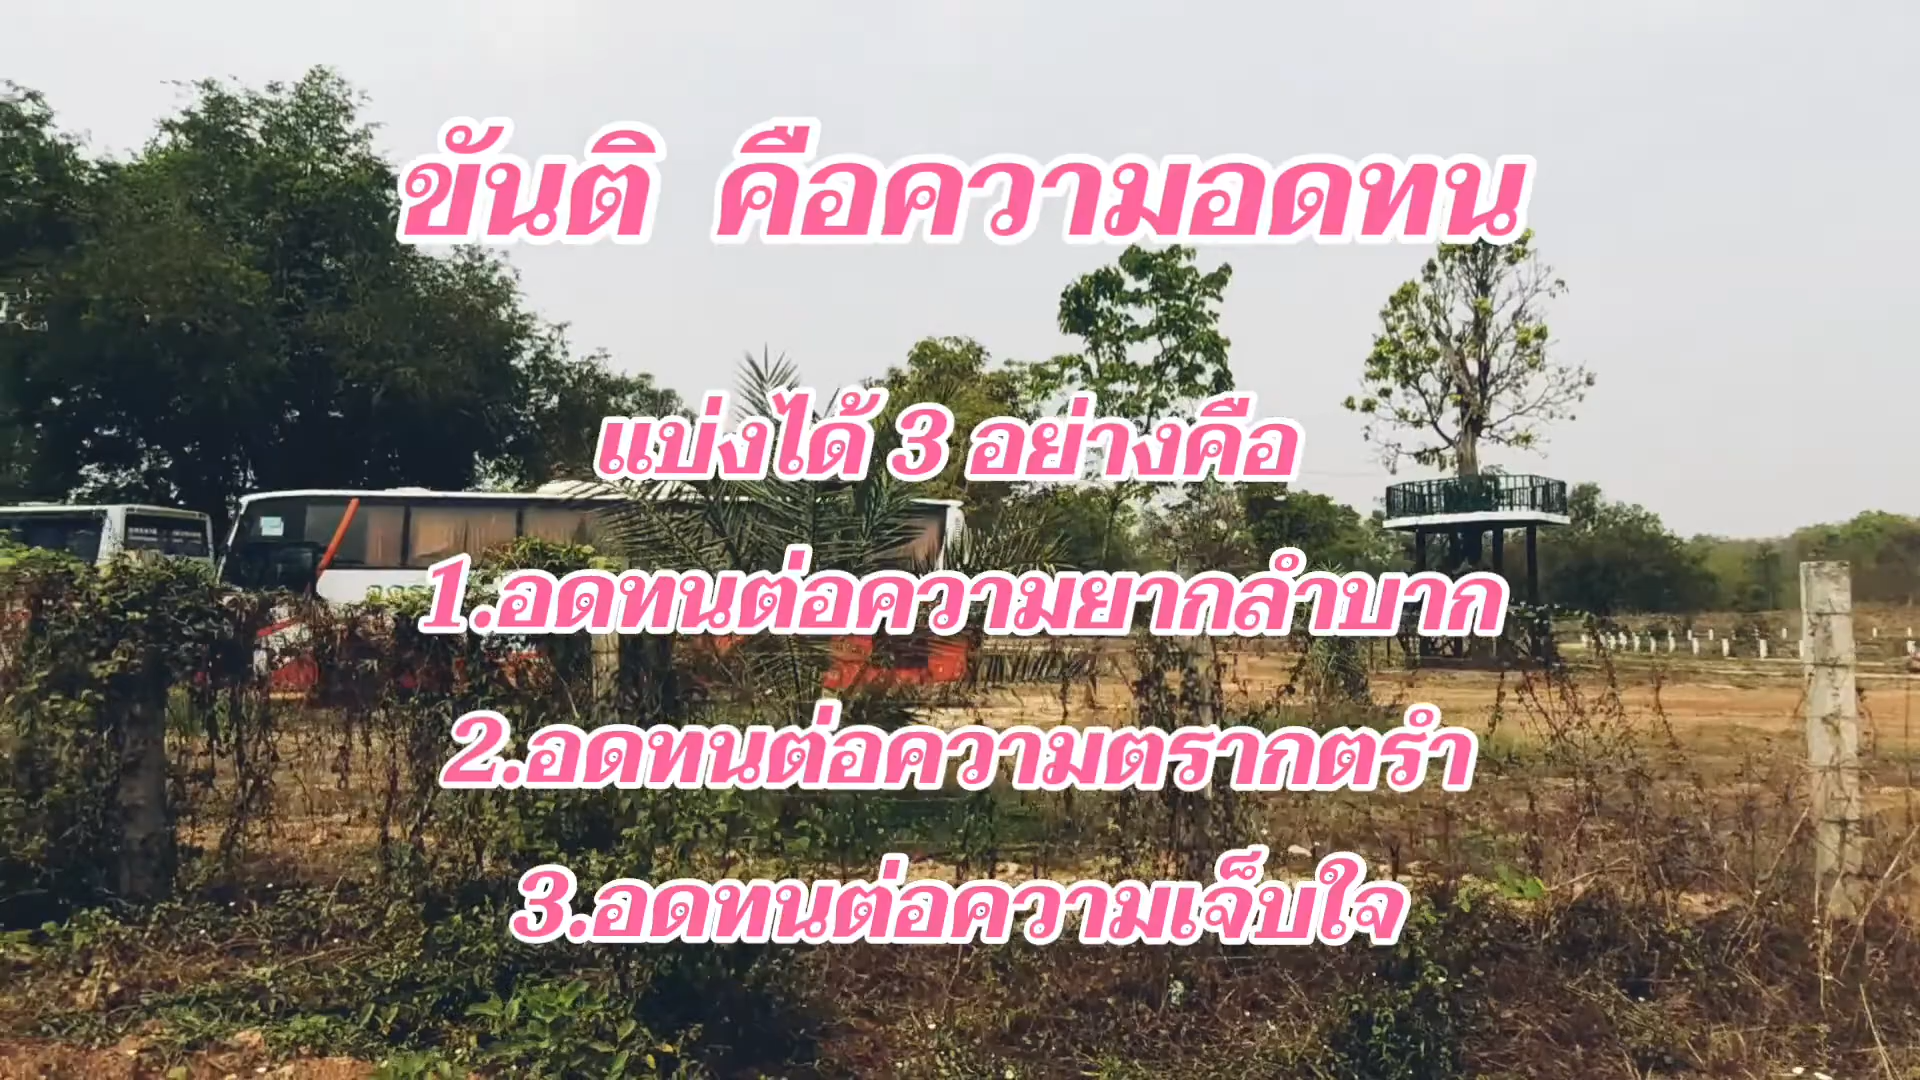 ขันติ คือความอดทน
แบ่งได้ 3 อย่างคือ
1.อดทนต่อความยากลำบาก
2.อดทนต่อความตรากตรำ
3.อดทนต่อความเจ็บใจ